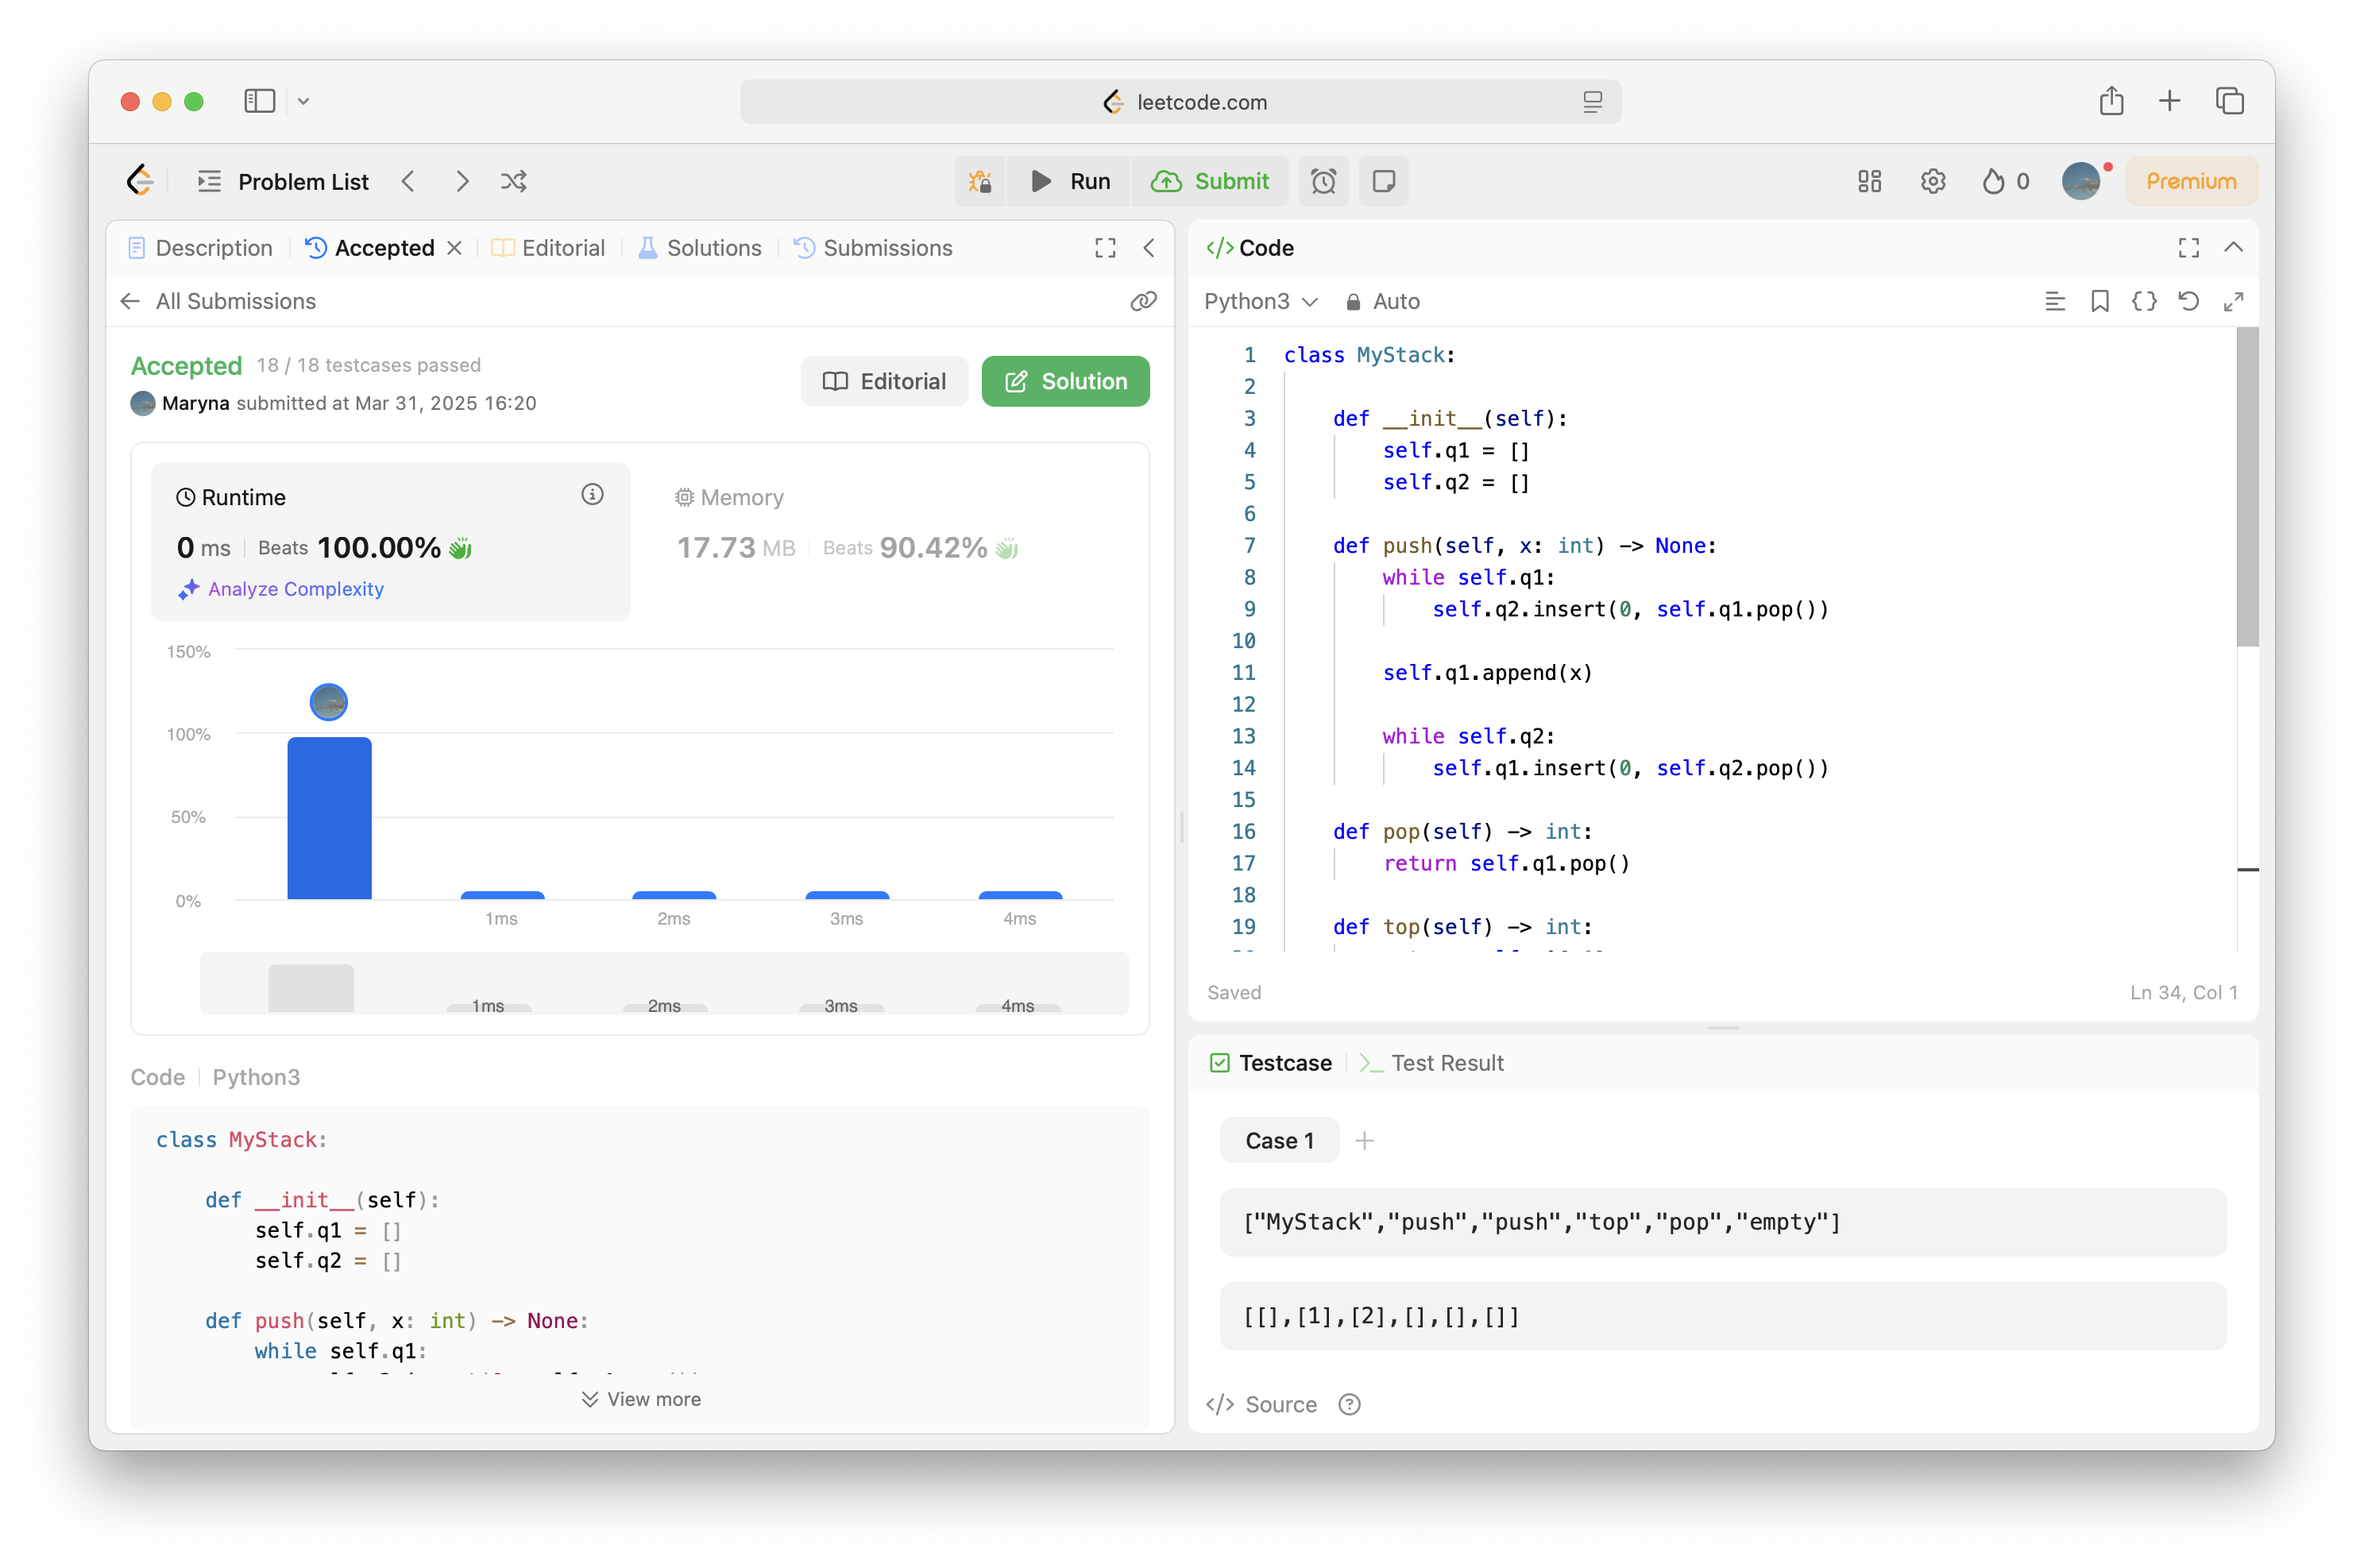 leetcode.com
Problem List
Run
Submit
0
Premium
Description
Accepted
Editorial
Solutions
Submissions
All Submissions
Accepted 18 / 18 testcases passed
Maryna submitted at Mar 31, 2025 16:20
Editorial
Solution
Runtime
0 ms Beats 100.00%
Analyze Complexity
Memory
17.73 MB Beats 90.42%
150%
100%
50%
0%
1ms 2ms 3ms 4ms
1ms 2ms 3ms 4ms
Code Python3
class MyStack:
def __init__(self):
self.q1 = []
self.q2 = []
def push(self, x: int) -> None:
while self.q1:
View more
</> Code
Python3
Auto
1 class MyStack:
2
3 def __init__(self):
4 self.q1 = []
5 self.q2 = []
6
7 def push(self, x: int) -> None:
8 while self.q1:
9 self.q2.insert(0, self.q1.pop())
10
11 self.q1.append(x)
12
13 while self.q2:
14 self.q1.insert(0, self.q2.pop())
15
16 def pop(self) -> int:
17 return self.q1.pop()
18
19 def top(self) -> int:
Saved
Ln 34, Col 1
Testcase
Test Result
Case 1
["MyStack","push","push","top","pop","empty"]
[[],[1],[2],[],[],[]]
</> Source